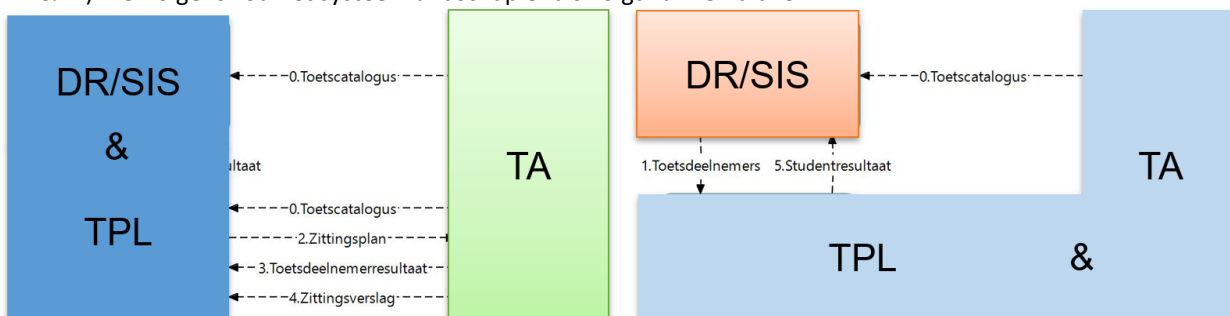 DR/SIS
&
TPL
0.Toetscatalogus
ultaat
0.Toetscatalogus
2.Zittingsplan
3.Toetsdeelnemerresultaat
4.Zittingsverslag
TA
DR/SIS
0.Toetscatalogus
1.Toetsdeelnemers
5.Studentresultaat
TA
TPL
&